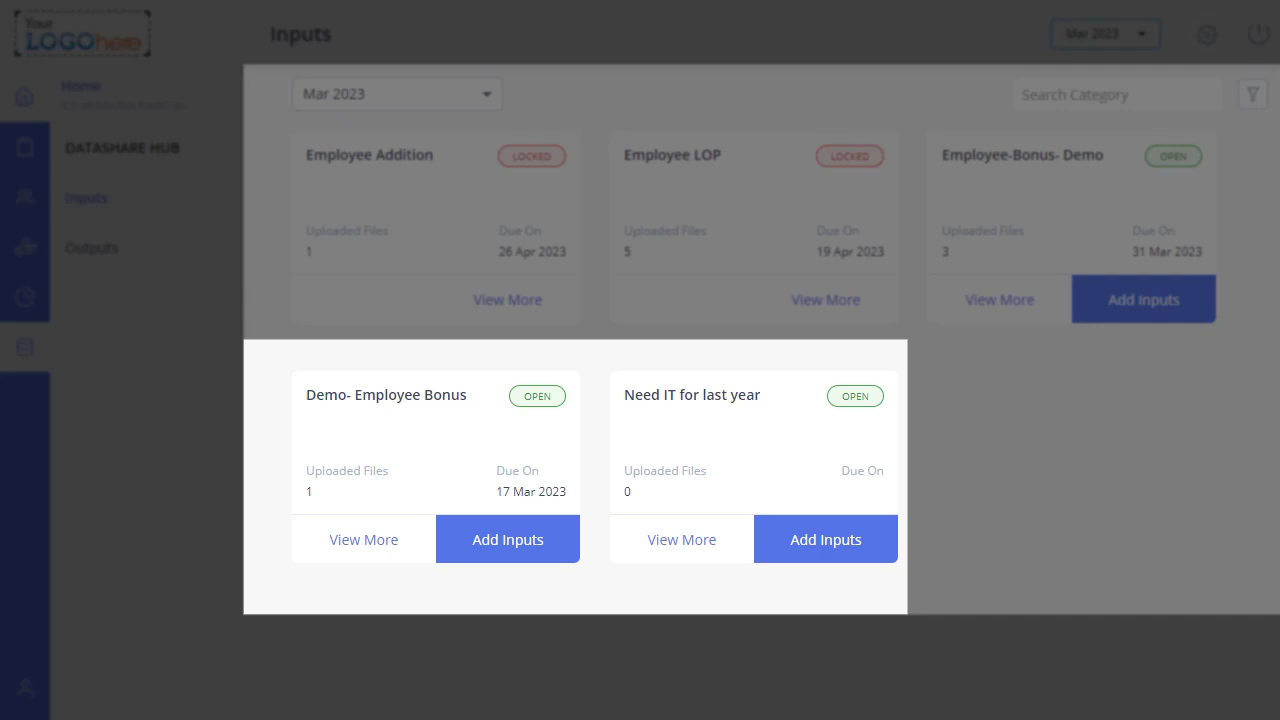 Your
LOGO here
Inputs
Mar 2023
Home
DATASHARE HUB
Inputs
Outputs
Mar 2023
Search Category
Employee Addition
LOCKED
Uploaded Files
Due On
1
26 Apr 2023
View More
Employee LOP
LOCKED
Uploaded Files
Due On
5
19 Apr 2023
View More
Employee-Bonus- Demo
OPEN
Uploaded Files
Due On
3
31 Mar 2023
View More
Add Inputs
Demo- Employee Bonus
OPEN
Uploaded Files
Due On
1
17 Mar 2023
View More
Add Inputs
Need IT for last year
OPEN
Uploaded Files
Due On
0
View More
Add Inputs